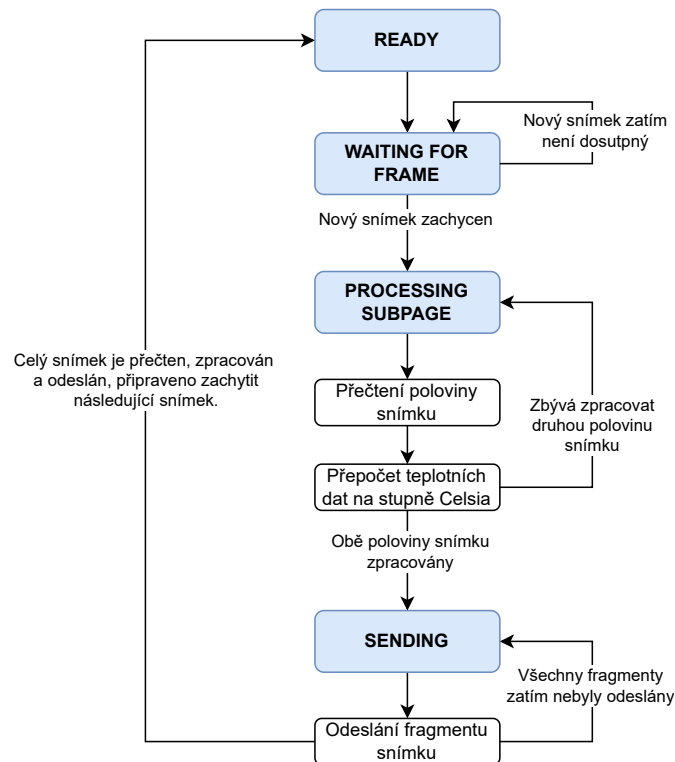 READY
Nový snímek zatím
není dosutpný
WAITING FOR
FRAME
Nový snímek zachycen
PROCESSING
SUBPAGE
Celý snímek je přečten, zpracován
a odeslán, připraveno zachytit
následující snímek.
Přečtení poloviny
snímku
Zbývá zpracovat
druhou polovinu
snímku
Přepočet teplotních
dat na stupně Celsia
Obě poloviny snímku
zpracovány
SENDING
Všechny fragmenty
zatím nebyly odeslány
Odeslání fragmentu
snímku